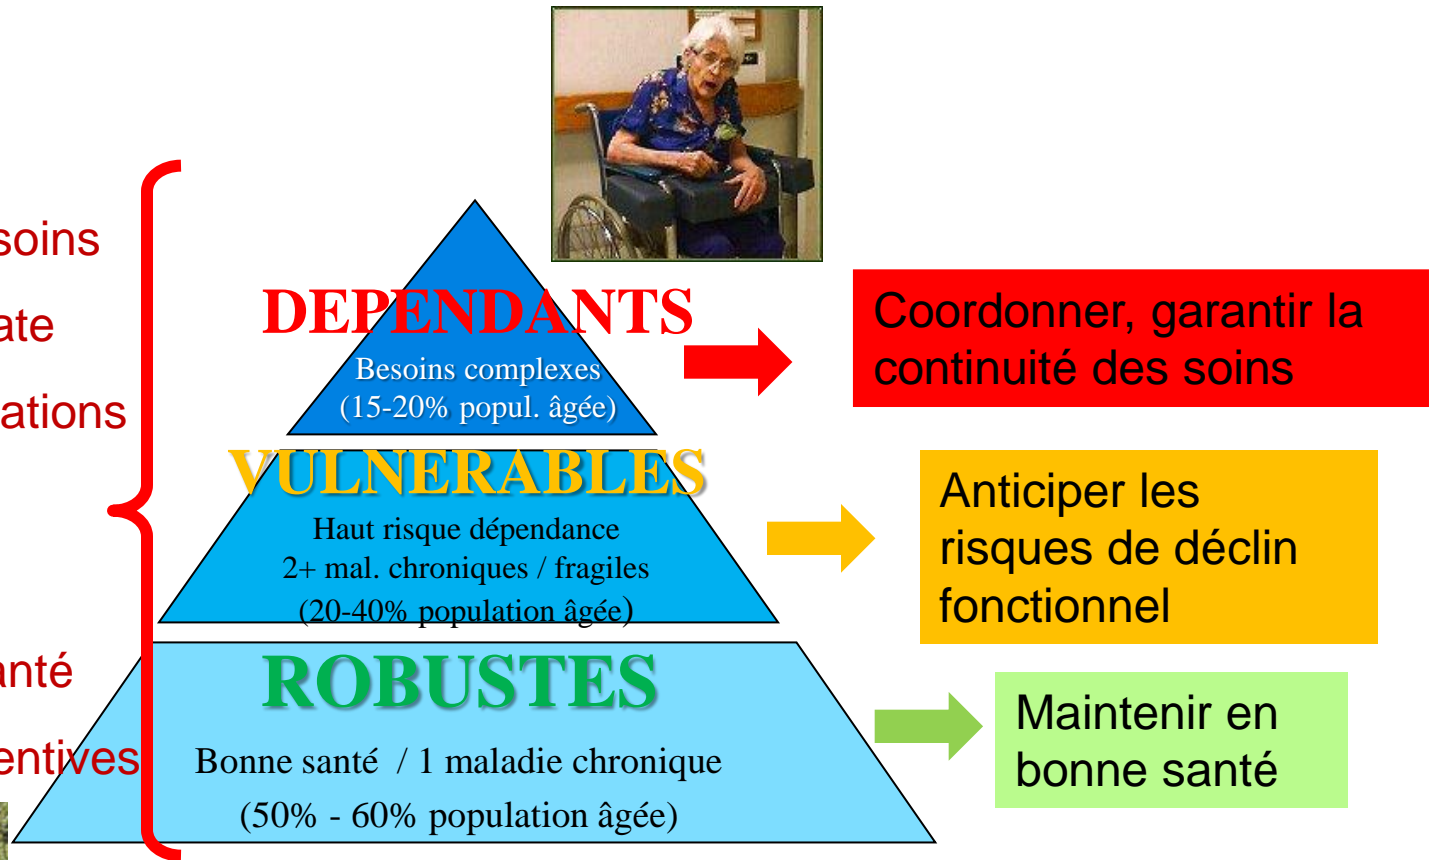 soins
ate
ations
anté
entives
DEPENDANTS
Besoins complexes
(15-20% popul. âgée)
Coordonner, garantir la
continuité des soins
VULNERABLES
Haut risque dépendance
2+ mal. chroniques / fragiles
(20-40% population âgée)
Anticiper les
risques de déclin
fonctionnel
ROBUSTES
Bonne santé / 1 maladie chronique
(50% - 60% population âgée)
Maintenir en
bonne santé